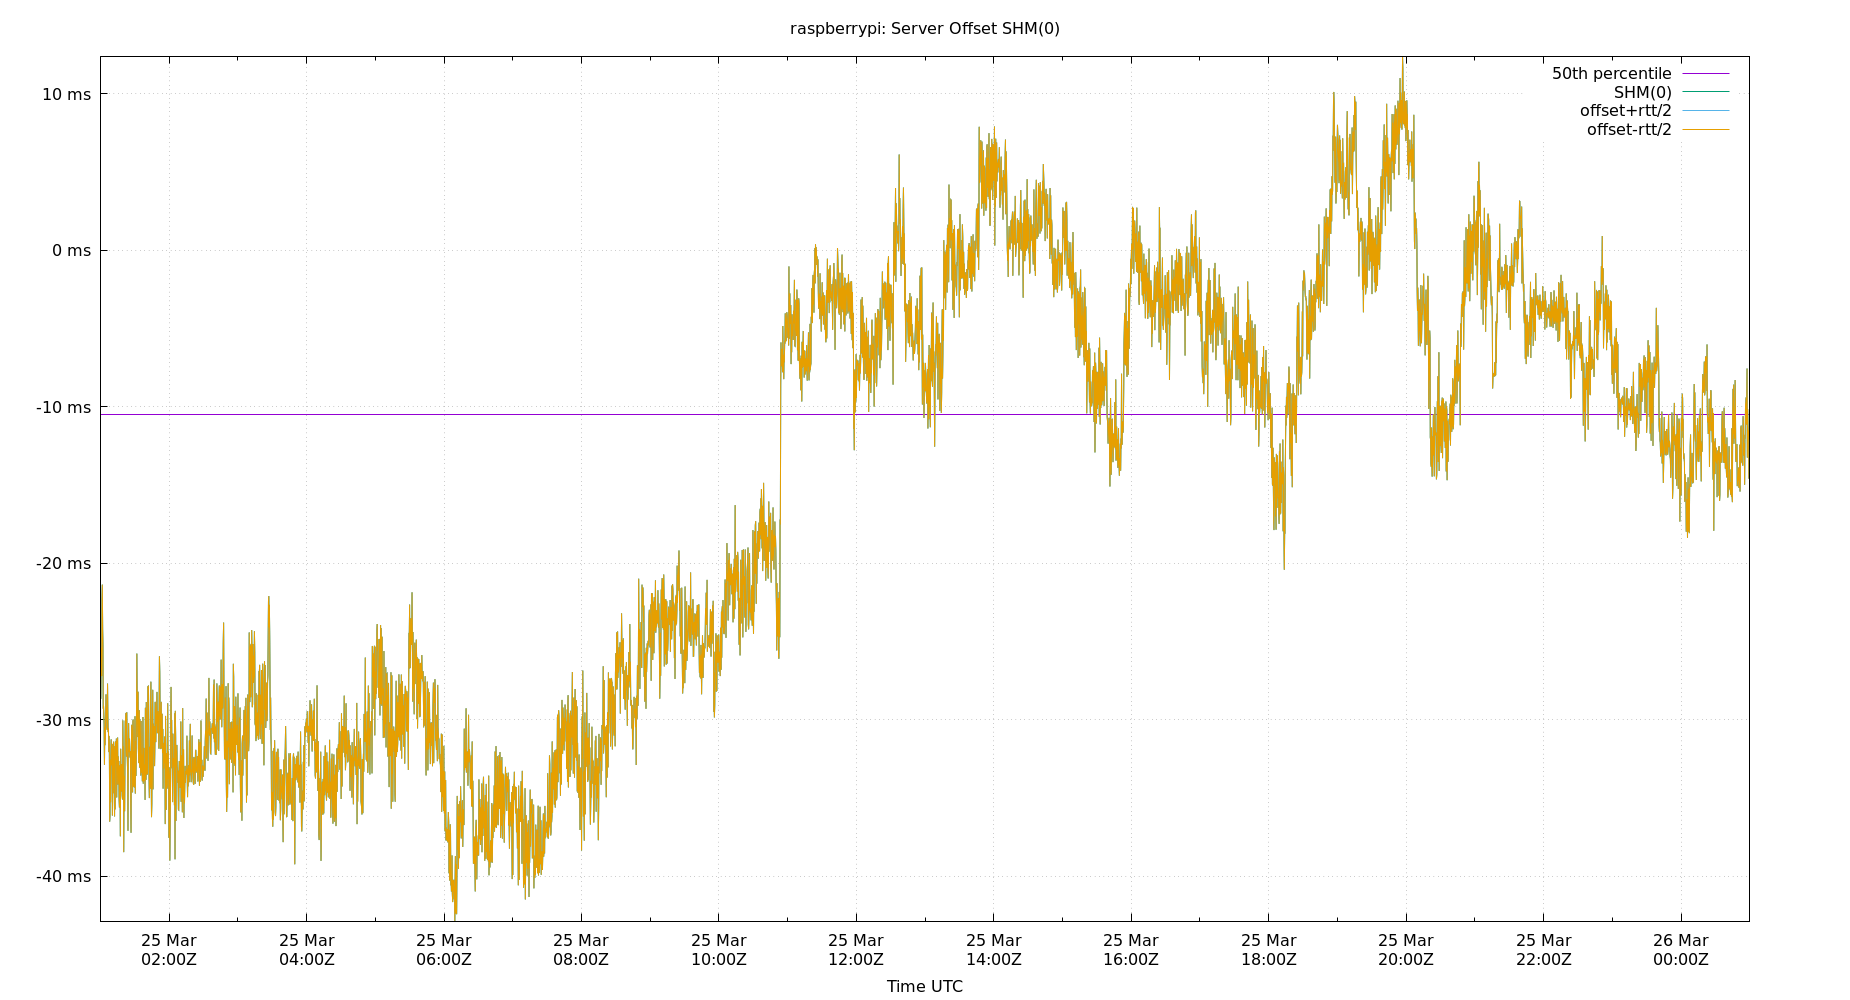 raspberrypi: Server Offset SHM(0)
50th percentile
SHM(0)
offset+rtt/2
offset-rtt/2
10 ms
0 ms
-10 ms
-20 ms
-30 ms
-40 ms
25 Mar 25 Mar 25 Mar 25 Mar 25 Mar 25 Mar 25 Mar 25 Mar 25 Mar 25 Mar 25 Mar 26 Mar
02:00Z 04:00Z 06:00Z 08:00Z 10:00Z 12:00Z 14:00Z 16:00Z 18:00Z 20:00Z 22:00Z 00:00Z
Time UTC